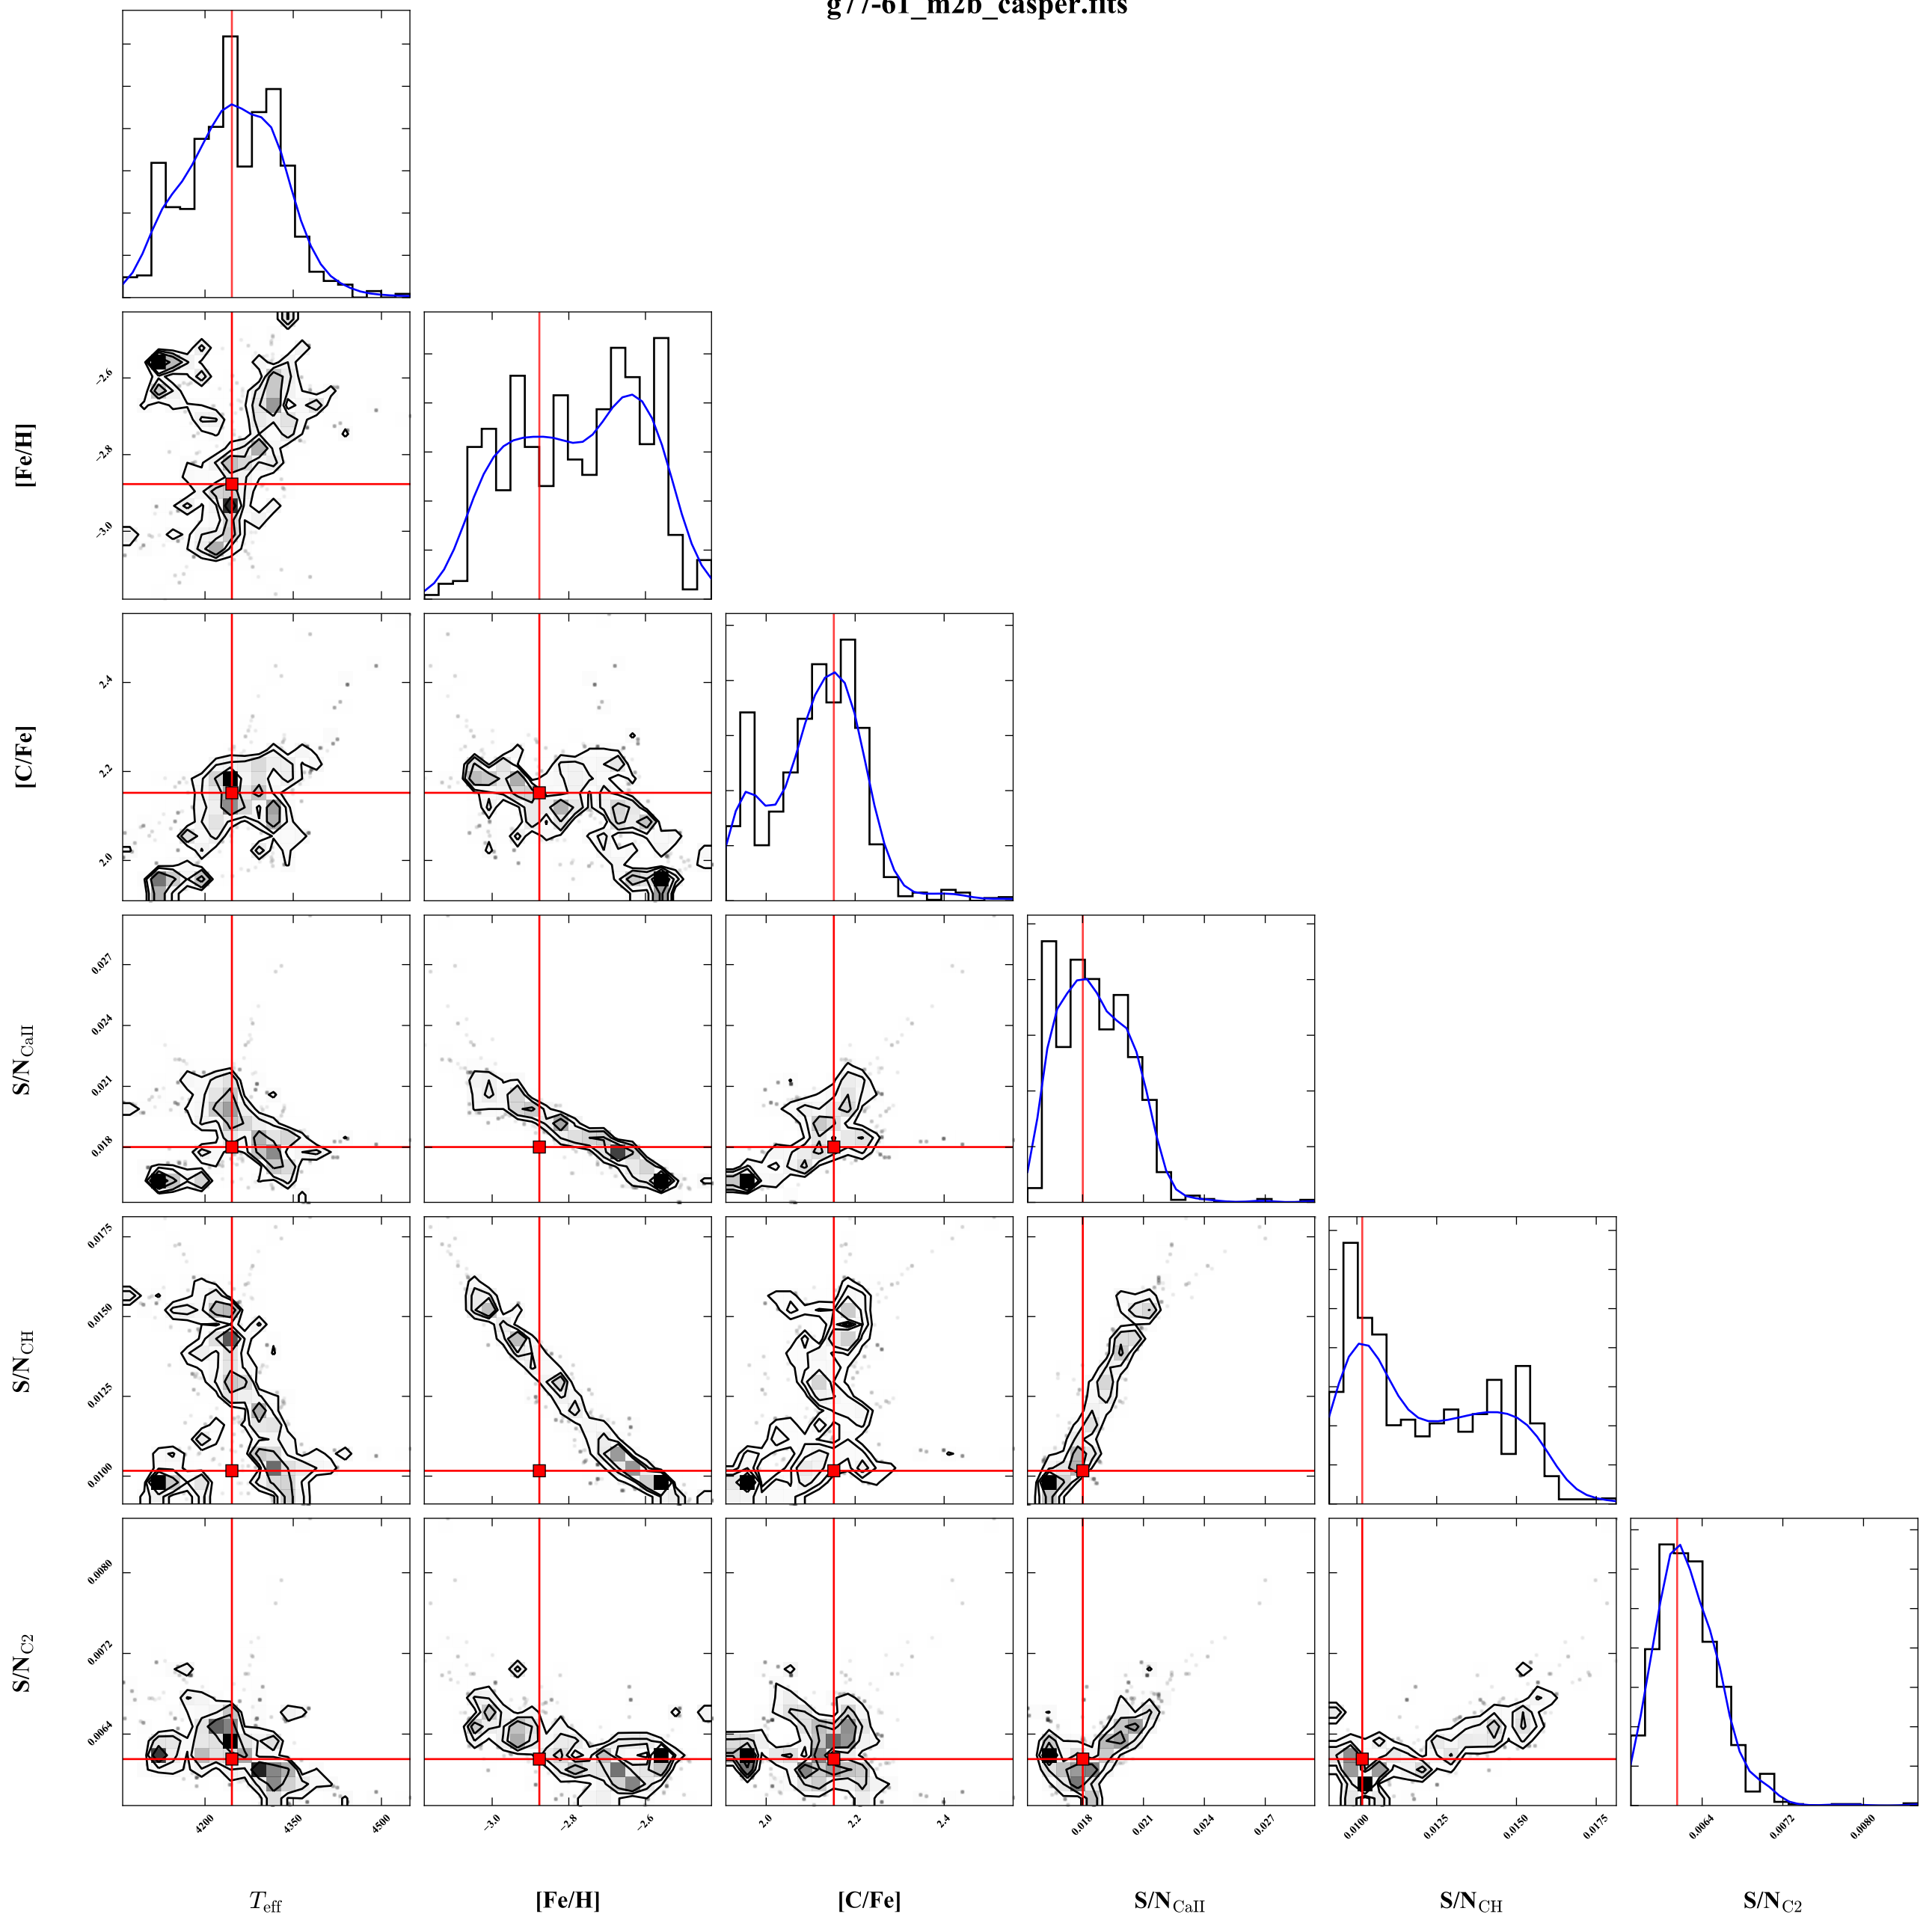 g77-61_m2b_casper.fits
[Fe/H]
−2.6
−2.8
−3.0
[C/Fe]
2.4
2.2
2.0
S/N_CaII
0.027
0.024
0.021
0.018
S/N_CH
0.0175
0.0150
0.0125
0.0100
S/N_C2
0.0080
0.0072
0.0064
4200 4350 4500 −3.0 −2.8 −2.6 2.0 2.2 2.4 0.018 0.021 0.024 0.027 0.0100 0.0125 0.0150 0.0175 0.0064 0.0072 0.0080
T_eff [Fe/H] [C/Fe] S/N_CaII S/N_CH S/N_C2